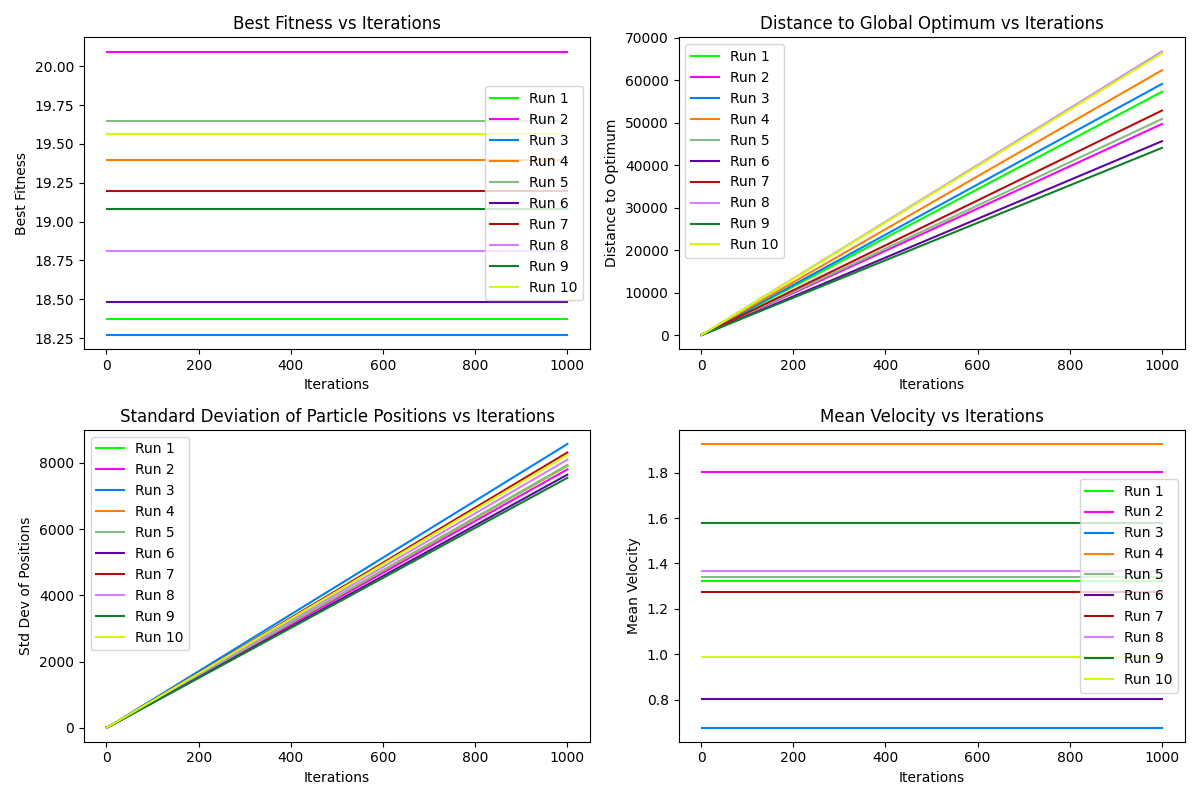 Best Fitness vs Iterations
Best Fitness
20.00
19.75
19.50
19.25
19.00
18.75
18.50
18.25
0 200 400 600 800 1000
Iterations
Run 1
Run 2
Run 3
Run 4
Run 5
Run 6
Run 7
Run 8
Run 9
Run 10
Distance to Global Optimum vs Iterations
Distance to Optimum
70000
60000
50000
40000
30000
20000
10000
0
0 200 400 600 800 1000
Iterations
Run 1
Run 2
Run 3
Run 4
Run 5
Run 6
Run 7
Run 8
Run 9
Run 10
Standard Deviation of Particle Positions vs Iterations
Std Dev of Positions
8000
6000
4000
2000
0
0 200 400 600 800 1000
Iterations
Run 1
Run 2
Run 3
Run 4
Run 5
Run 6
Run 7
Run 8
Run 9
Run 10
Mean Velocity vs Iterations
Mean Velocity
1.8
1.6
1.4
1.2
1.0
0.8
0 200 400 600 800 1000
Iterations
Run 1
Run 2
Run 3
Run 4
Run 5
Run 6
Run 7
Run 8
Run 9
Run 10